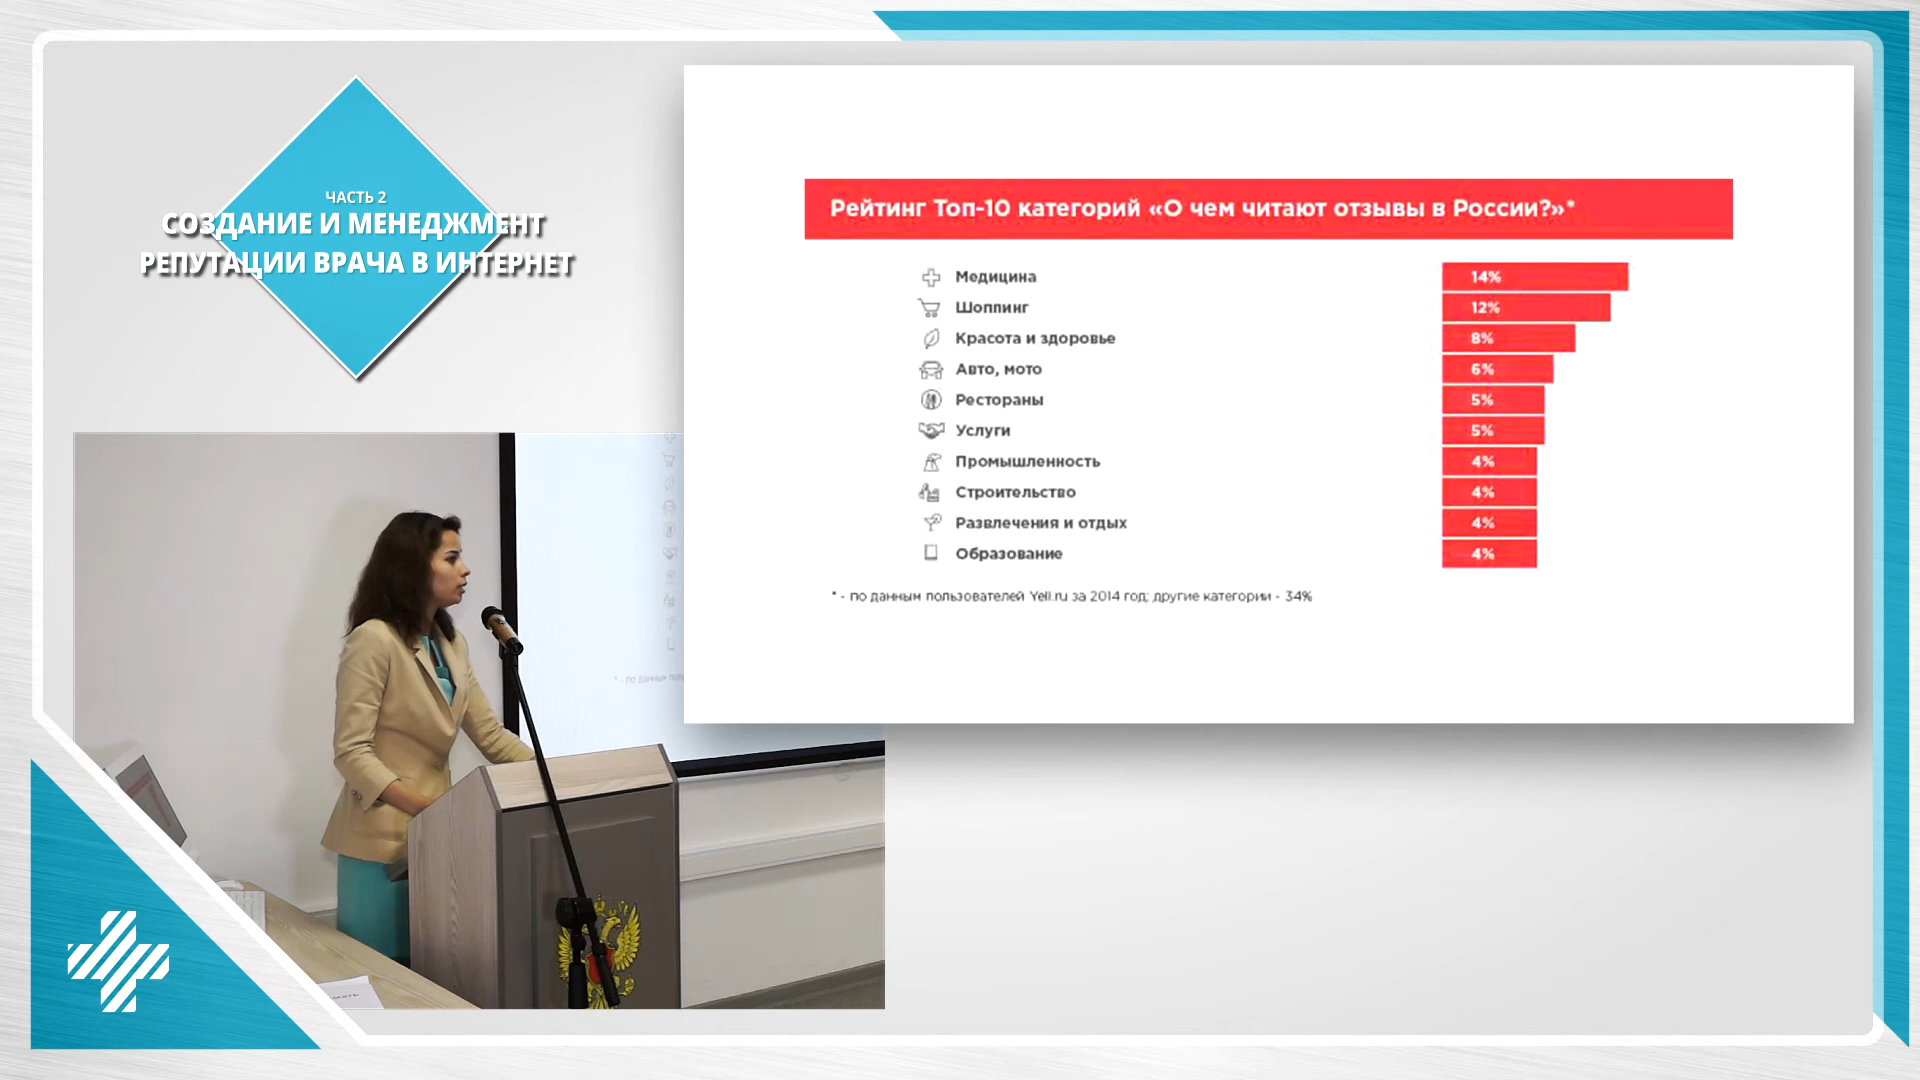 ЧАСТЬ 2
СОЗДАНИЕ И МЕНЕДЖМЕНТ
РЕПУТАЦИИ ВРАЧА В ИНТЕРНЕТ
Рейтинг Топ-10 категорий «О чем читают отзывы в России?»*
Медицина 14%
Шоппинг 12%
Красота и здоровье 8%
Авто, мото 6%
Рестораны 5%
Услуги 5%
Промышленность 4%
Строительство 4%
Развлечения и отдых 4%
Образование 4%
* - по данным пользователей Yell.ru за 2014 год; другие категории - 34%
* - по данным